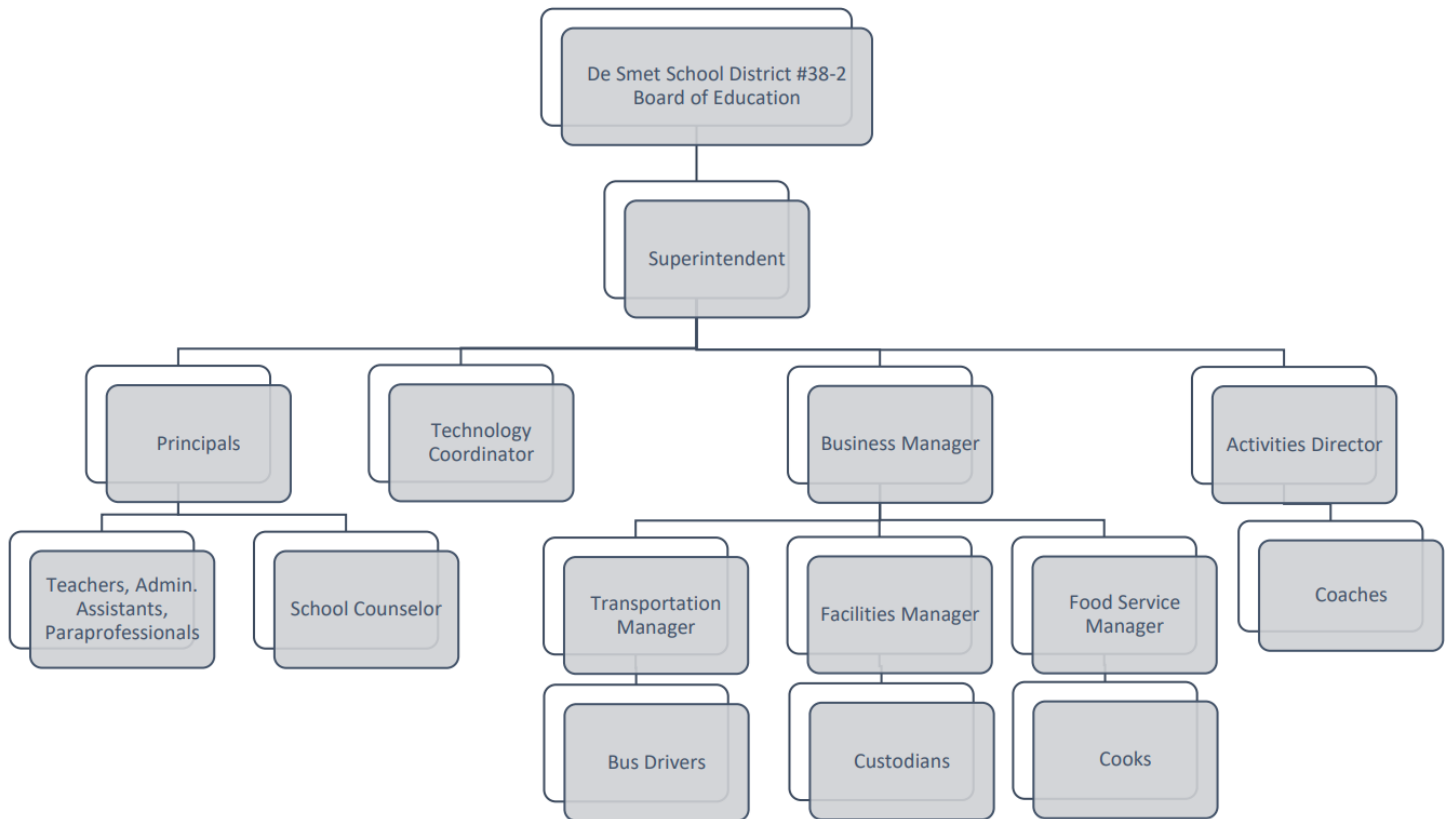 De Smet School District #38-2
Board of Education
Superintendent
Principals
Technology
Coordinator
Business Manager
Activities Director
Teachers, Admin.
Assistants,
Paraprofessionals
School Counselor
Transportation
Manager
Facilities Manager
Food Service
Manager
Coaches
Bus Drivers
Custodians
Cooks